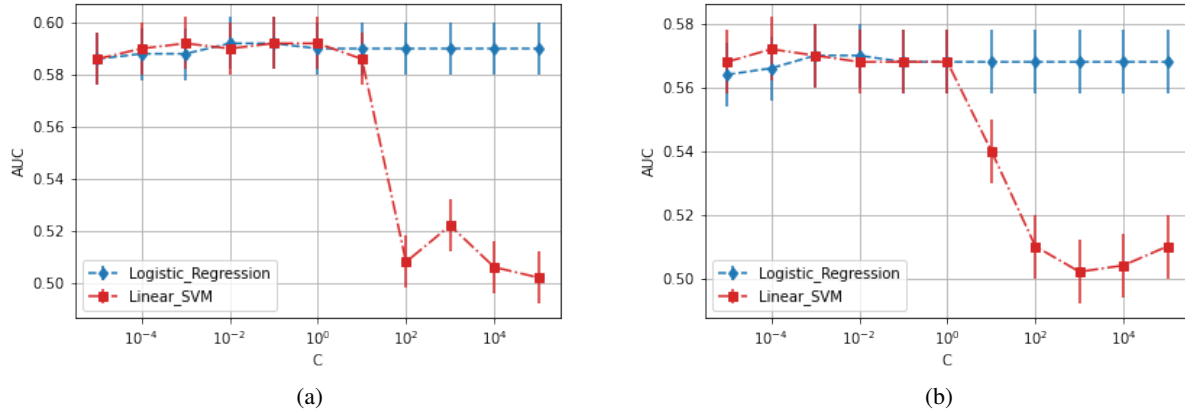 0.60
0.58
0.56
0.54
0.52
0.50
AUC
Logistic_Regression
Linear_SVM
10⁻⁴ 10⁻² 10⁰ 10² 10⁴
C
(a)
0.58
0.56
0.54
0.52
0.50
AUC
Logistic_Regression
Linear_SVM
10⁻⁴ 10⁻² 10⁰ 10² 10⁴
C
(b)